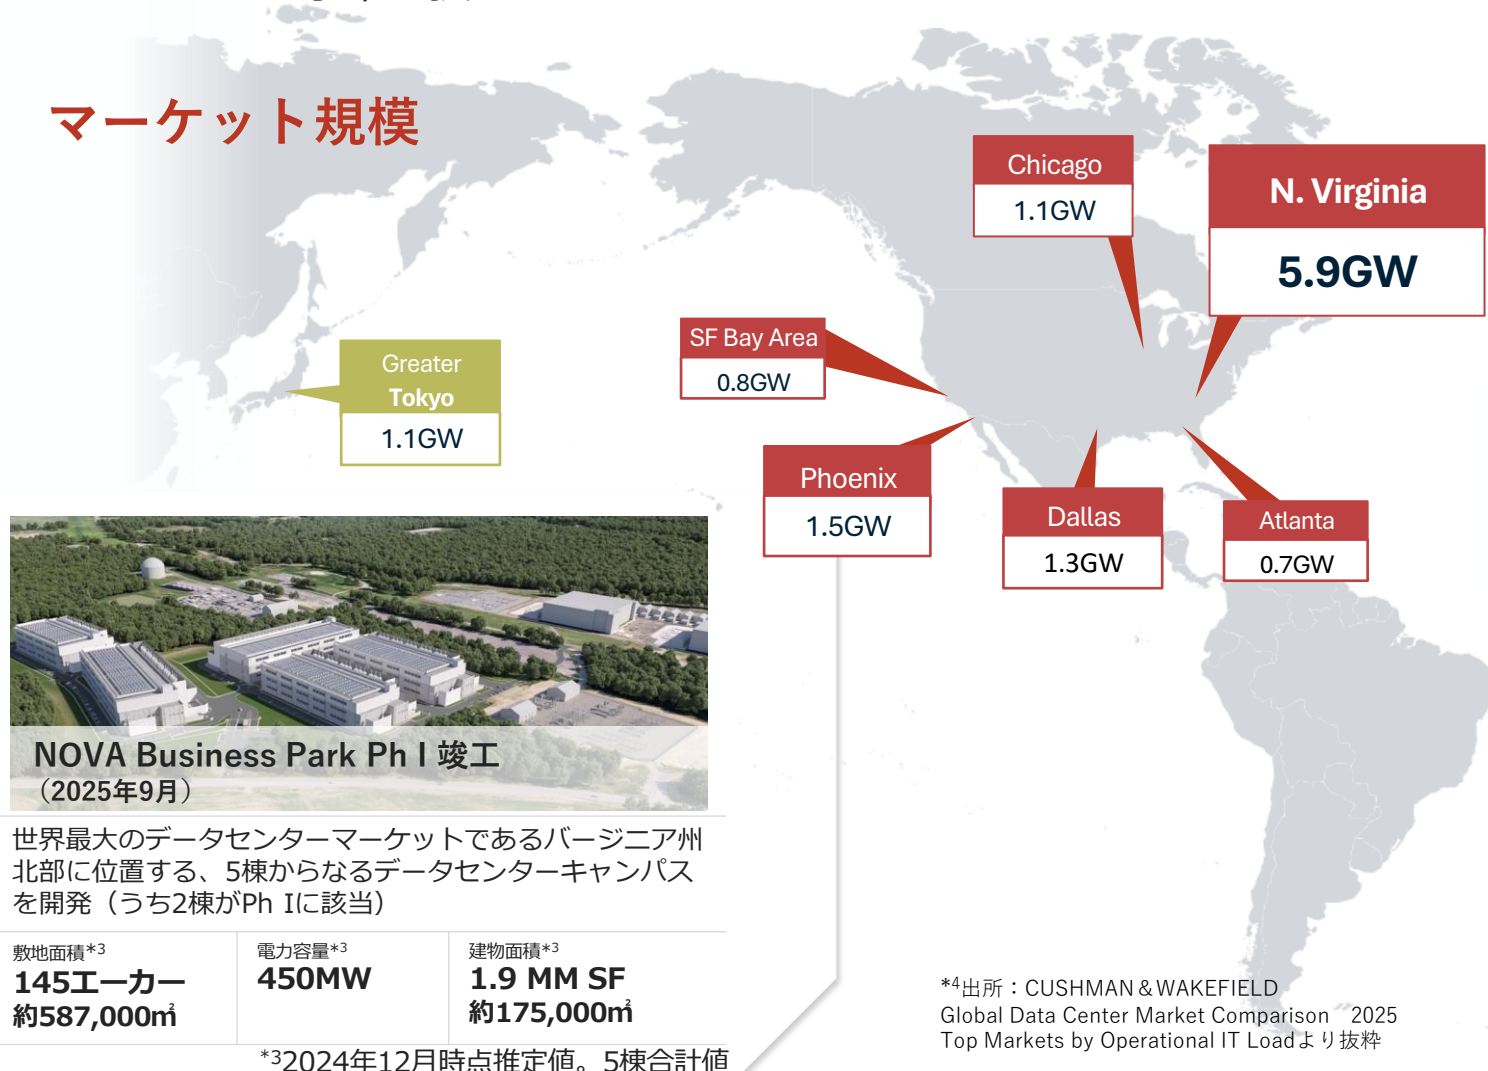 マーケット規模
Chicago
1.1GW
N. Virginia
5.9GW
SF Bay Area
0.8GW
Greater
Tokyo
1.1GW
Phoenix
1.5GW
Dallas
1.3GW
Atlanta
0.7GW
NOVA Business Park Ph I 竣工
（2025年9月）
世界最大のデータセンターマーケットであるバージニア州
北部に位置する、5棟からなるデータセンターキャンパス
を開発（うち2棟がPh Iに該当）
敷地面積*3
145エーカー
約587,000㎡
電力容量*3
450MW
建物面積*3
1.9 MM SF
約175,000㎡
*32024年12月時点推定値。5棟合計値
*4出所：CUSHMAN＆WAKEFIELD
Global Data Center Market Comparison　2025
Top Markets by Operational IT Loadより抜粋